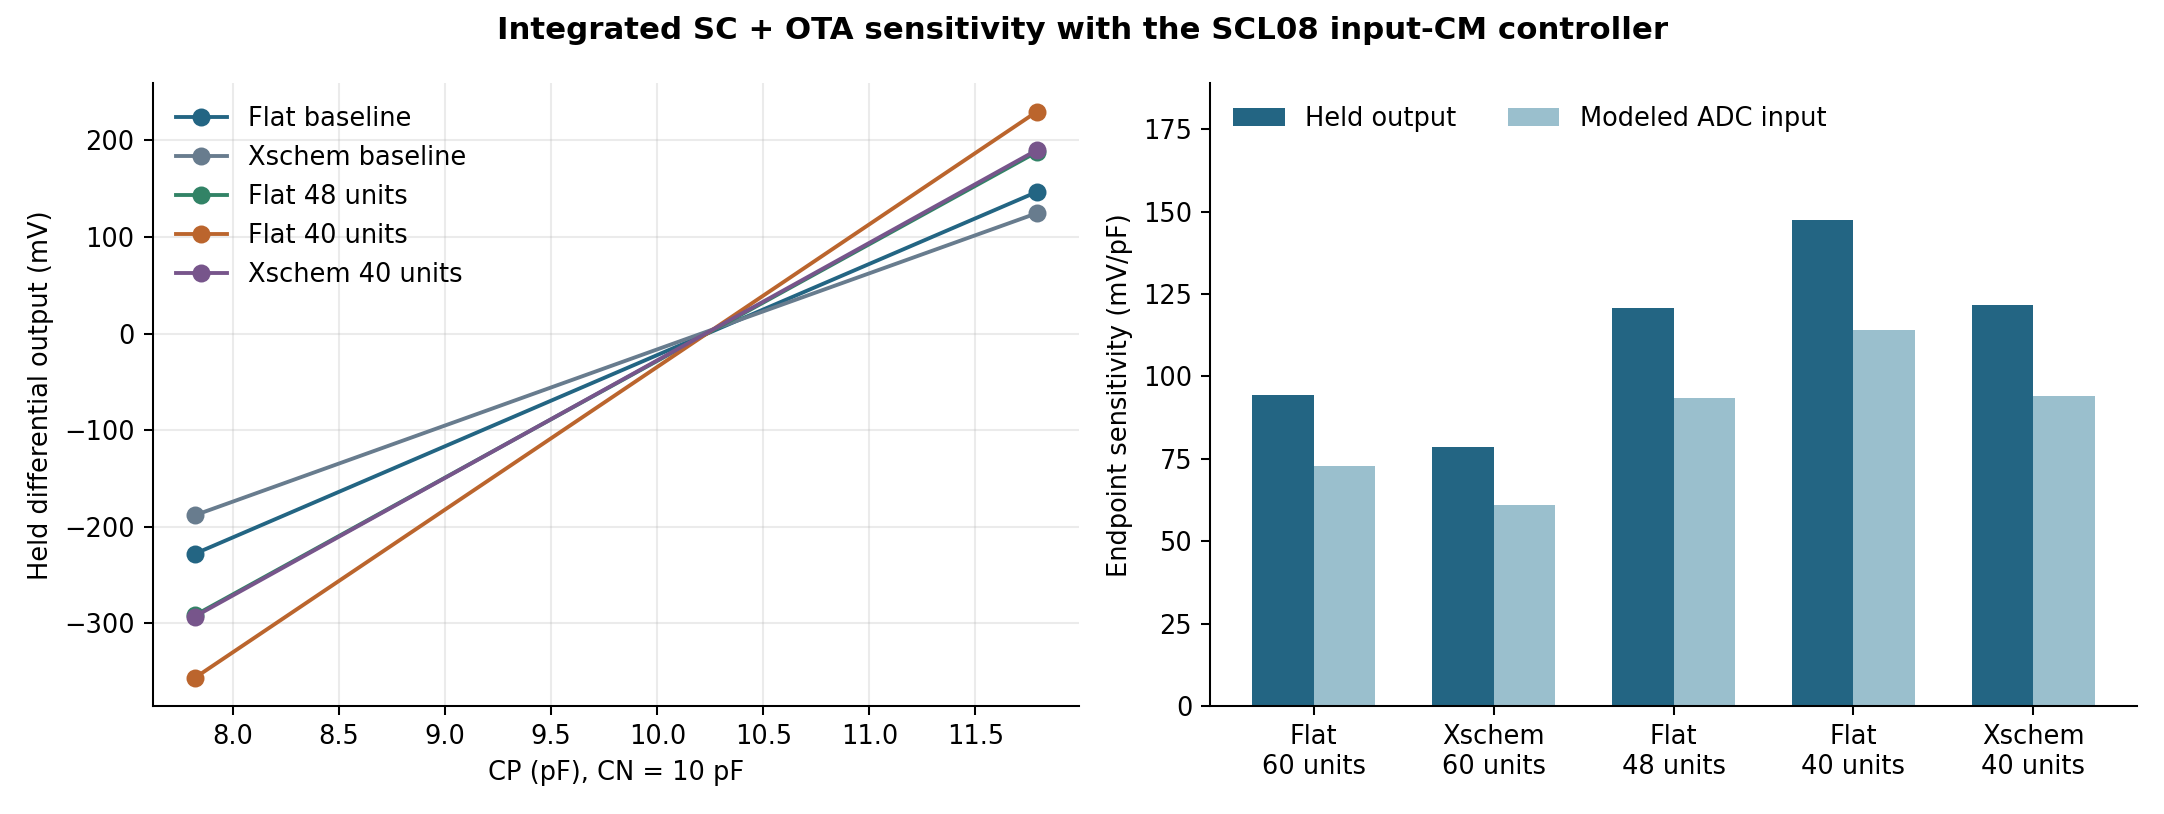 Integrated SC + OTA sensitivity with the SCL08 input-CM controller
Held differential output (mV)
200
100
0
−100
−200
−300
Flat baseline
Xschem baseline
Flat 48 units
Flat 40 units
Xschem 40 units
8.0 8.5 9.0 9.5 10.0 10.5 11.0 11.5
CP (pF), CN = 10 pF
Endpoint sensitivity (mV/pF)
175
150
125
100
75
50
25
0
Held output Modeled ADC input
Flat Xschem Flat Flat Xschem
60 units 60 units 48 units 40 units 40 units